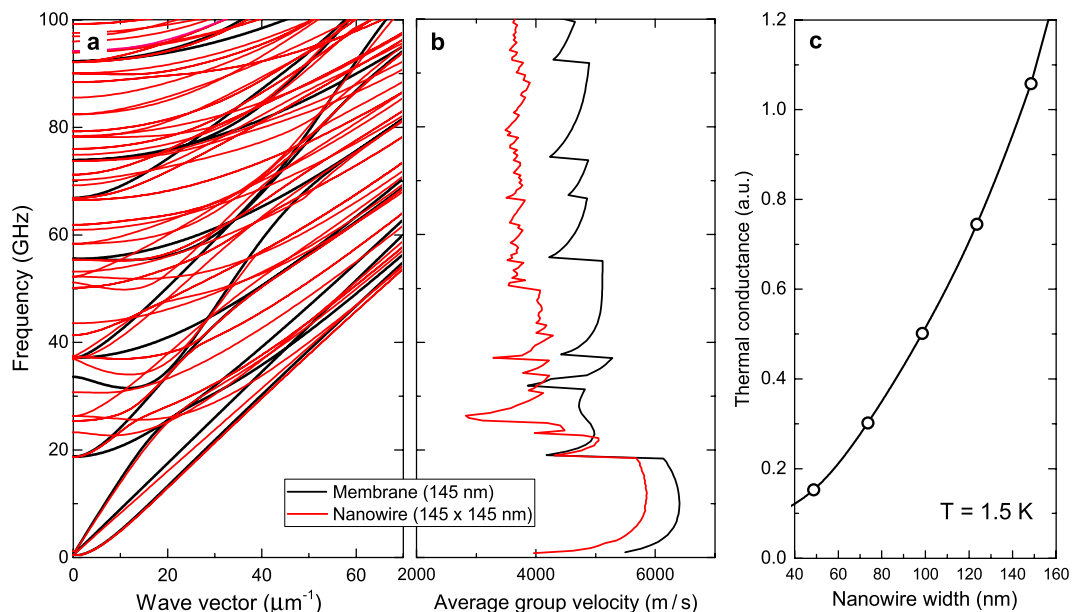 a
b
c
100
80
60
40
20
0
Frequency (GHz)
0
20
40
60
Wave vector (μm⁻¹)
2000
4000
6000
Average group velocity (m / s)
Membrane (145 nm)
Nanowire (145 x 145 nm)
1.2
1.0
0.8
0.6
0.4
0.2
0.0
Thermal conductance (a.u.)
T = 1.5 K
40
60
80
100
120
140
160
Nanowire width (nm)